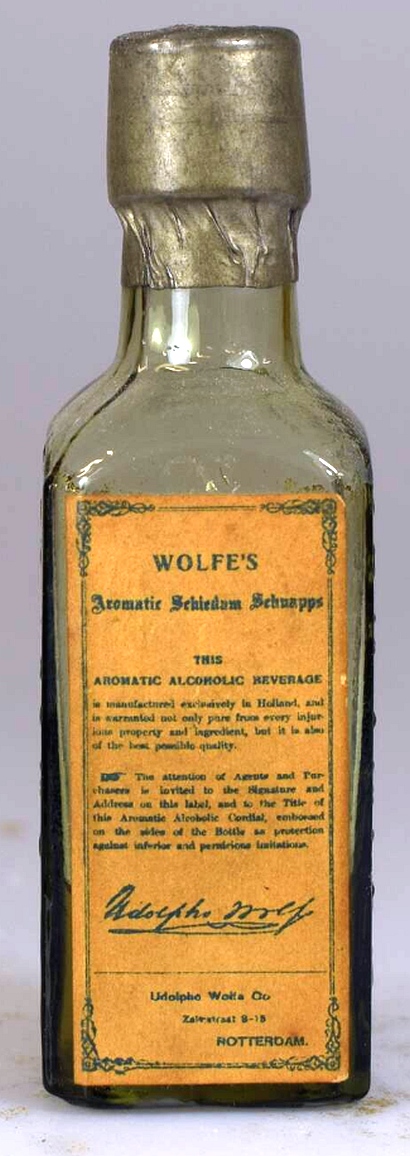 WOLFE'S
Aromatic Schiedam Schnapps
THIS
AROMATIC ALCOHOLIC BEVERAGE
is manufactured exclusively in Holland, and
is warranted not only pure from every injur-
ious property and ingredient, but it is also
of the best possible quality.
The attention of Agents and Pur-
chasers is invited to the Signature and
Address on this label, and to the Title of
this Aromatic Alcoholic Cordial, embossed
on the sides of the Bottle as protection
against inferior and pernicious imitations.
Udolpho Wolfe
Udolpho Wolfe Co
ROTTERDAM.